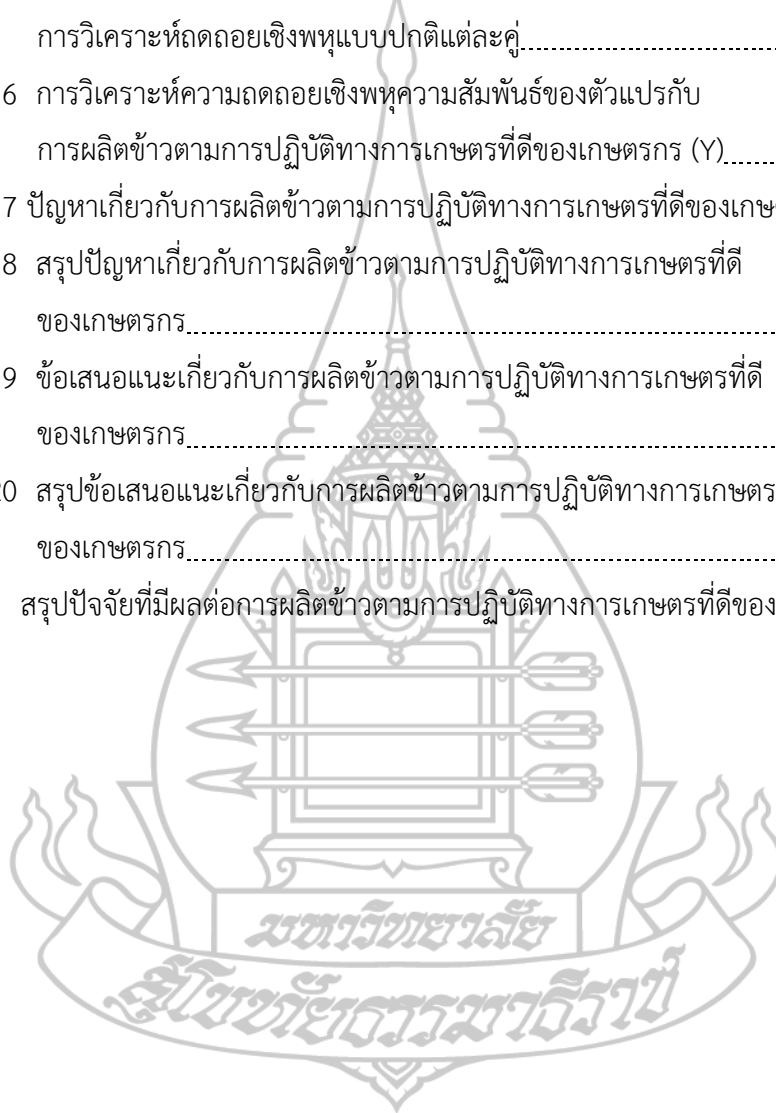 การวิเคราะห์ถดถอยเชิงพหุแบบปกติแต่ละคู่
6 การวิเคราะห์ความถดถอยเชิงพหุความสัมพันธ์ของตัวแปรกับ
การผลิตข้าวตามการปฏิบัติทางการเกษตรที่ดีของเกษตรกร (Y)
7 ปัญหาเกี่ยวกับการผลิตข้าวตามการปฏิบัติทางการเกษตรที่ดีของเกษ
8 สรุปปัญหาเกี่ยวกับการผลิตข้าวตามการปฏิบัติทางการเกษตรที่ดี
ของเกษตรกร
9 ข้อเสนอแนะเกี่ยวกับการผลิตข้าวตามการปฏิบัติทางการเกษตรที่ดี
ของเกษตรกร
20 สรุปข้อเสนอแนะเกี่ยวกับการผลิตข้าวตามการปฏิบัติทางการเกษตร
ของเกษตรกร
สรุปปัจจัยที่มีผลต่อการผลิตข้าวตามการปฏิบัติทางการเกษตรที่ดีของ
มหาวิทยาลัย
สุโขทัยธรรมาธิราช